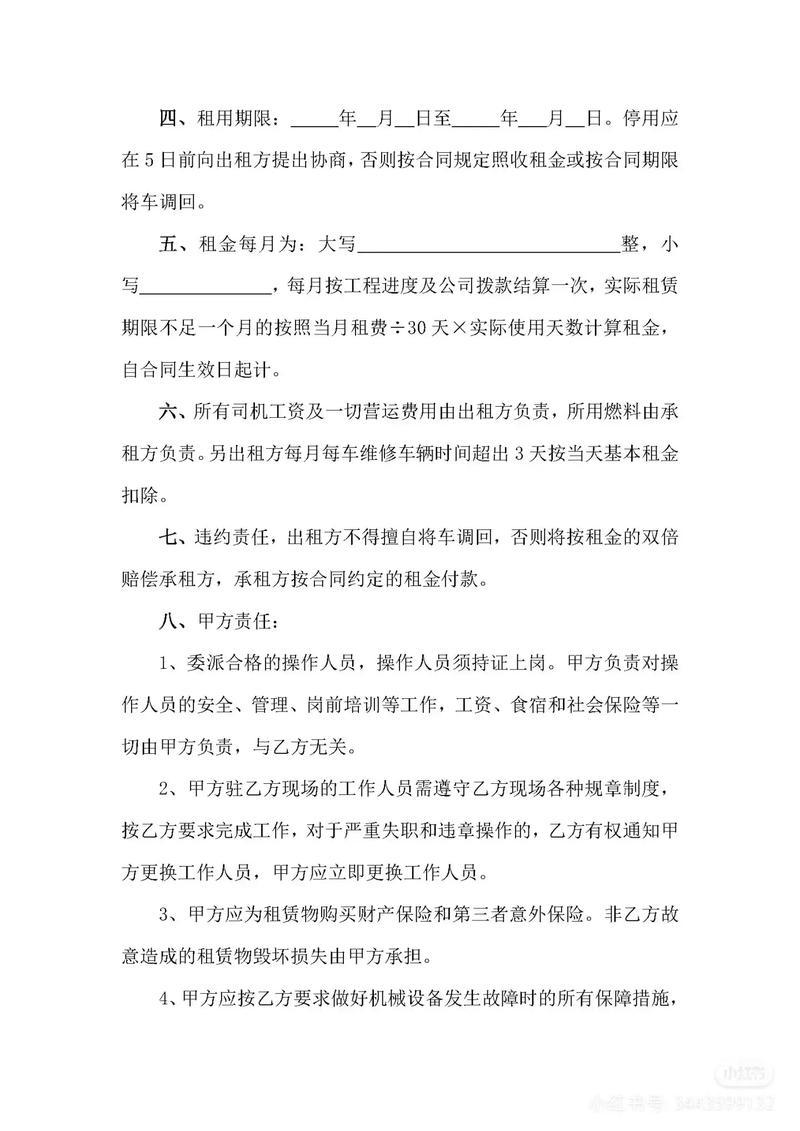 四、租用期限：_____年__月__日至_____年___月__日。停用应
在5日前向出租方提出协商，否则按合同规定照收租金或按合同期限
将车调回。
五、租金每月为：大写__________________________整，小
写_____________，每月按工程进度及公司拨款结算一次，实际租赁
期限不足一个月的按照当月租费÷30天×实际使用天数计算租金，
自合同生效日起计。
六、所有司机工资及一切营运费用由出租方负责，所用燃料由承
租方负责。另出租方每月每车维修车辆时间超出3天按当天基本租金
扣除。
七、违约责任，出租方不得擅自将车调回，否则将按租金的双倍
赔偿承租方，承租方按合同约定的租金付款。
八、甲方责任：
1、委派合格的操作人员，操作人员须持证上岗。甲方负责对操
作人员的安全、管理、岗前培训等工作，工资、食宿和社会保险等一
切由甲方负责，与乙方无关。
2、甲方驻乙方现场的工作人员需遵守乙方现场各种规章制度，
按乙方要求完成工作，对于严重失职和违章操作的，乙方有权通知甲
方更换工作人员，甲方应立即更换工作人员。
3、甲方应为租赁物购买财产保险和第三者意外保险。非乙方故
意造成的租赁物毁坏损失由甲方承担。
4、甲方应按乙方要求做好机械设备发生故障时的所有保障措施，
小红书
小红书号: